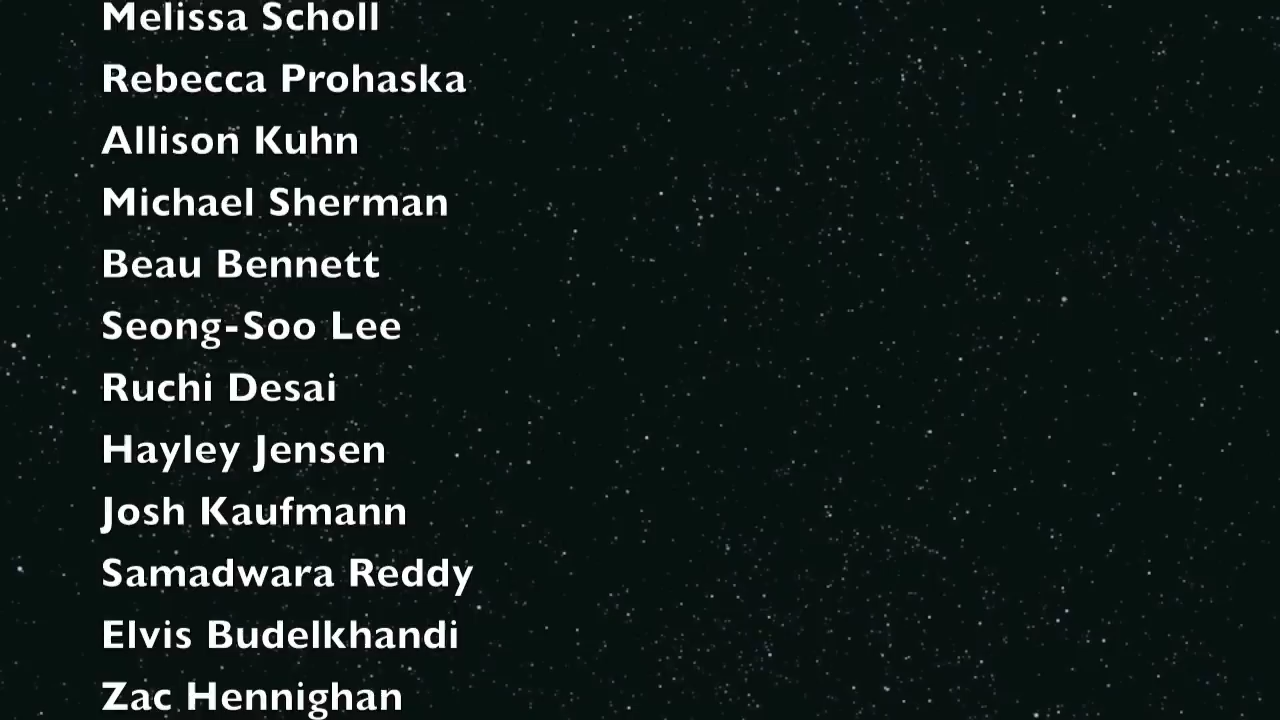 Melissa Scholl
Rebecca Prohaska
Allison Kuhn
Michael Sherman
Beau Bennett
Seong-Soo Lee
Ruchi Desai
Hayley Jensen
Josh Kaufmann
Samadwara Reddy
Elvis Budelkhandi
Zac Hennighan